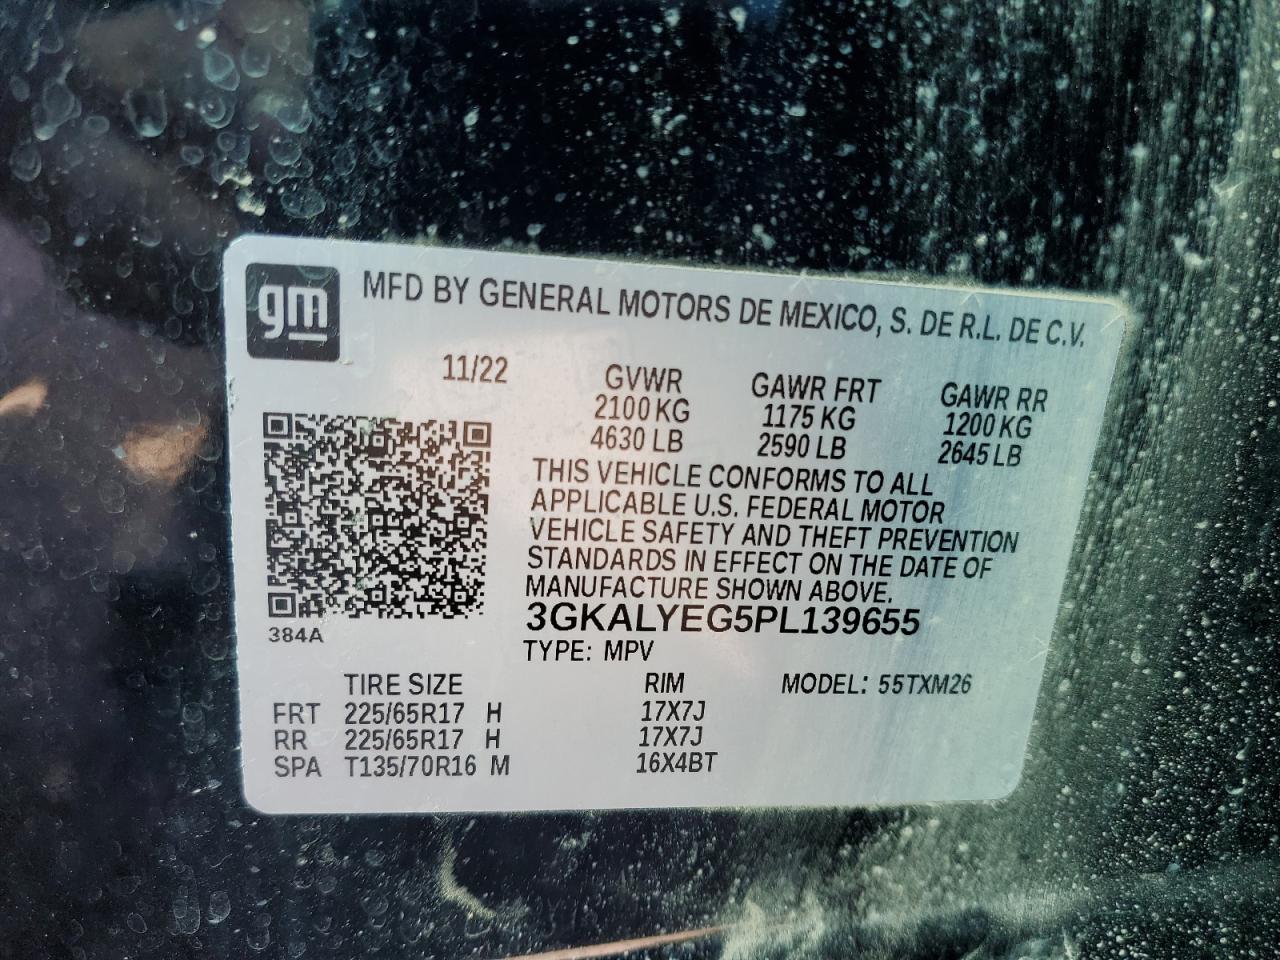 gm
MFD BY GENERAL MOTORS DE MEXICO, S. DE R.L. DE C.V.
11/22 GVWR GAWR FRT GAWR RR
2100 KG 1175 KG 1200 KG
4630 LB 2590 LB 2645 LB
THIS VEHICLE CONFORMS TO ALL
APPLICABLE U.S. FEDERAL MOTOR
VEHICLE SAFETY AND THEFT PREVENTION
STANDARDS IN EFFECT ON THE DATE OF
MANUFACTURE SHOWN ABOVE.
3GKALYEG5PL139655
384A
TYPE: MPV
TIRE SIZE RIM MODEL: 55TXM26
FRT 225/65R17 H 17X7J
RR 225/65R17 H 17X7J
SPA T135/70R16 M 16X4BT